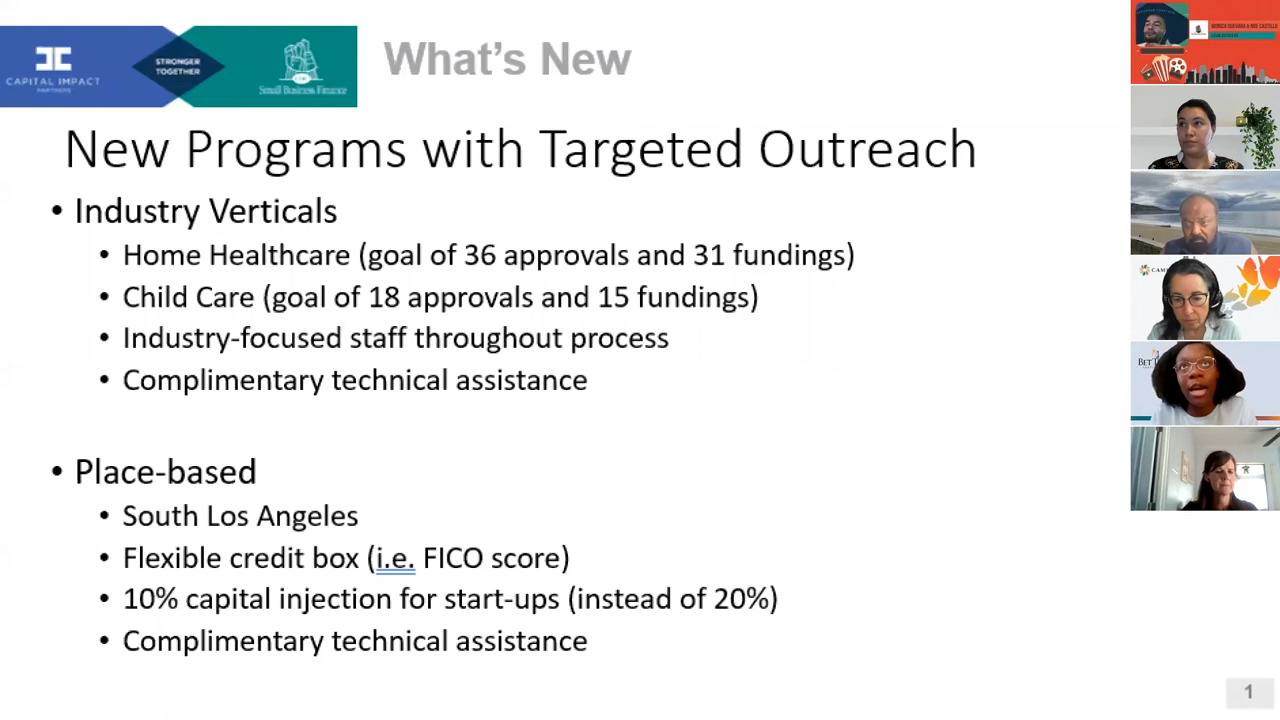 CAPITAL IMPACT
PARTNERS
STRONGER
TOGETHER
Small Business Finance
What's New
New Programs with Targeted Outreach
• Industry Verticals
• Home Healthcare (goal of 36 approvals and 31 fundings)
• Child Care (goal of 18 approvals and 15 fundings)
• Industry-focused staff throughout process
• Complimentary technical assistance
• Place-based
• South Los Angeles
• Flexible credit box (i.e. FICO score)
• 10% capital injection for start-ups (instead of 20%)
• Complimentary technical assistance
1